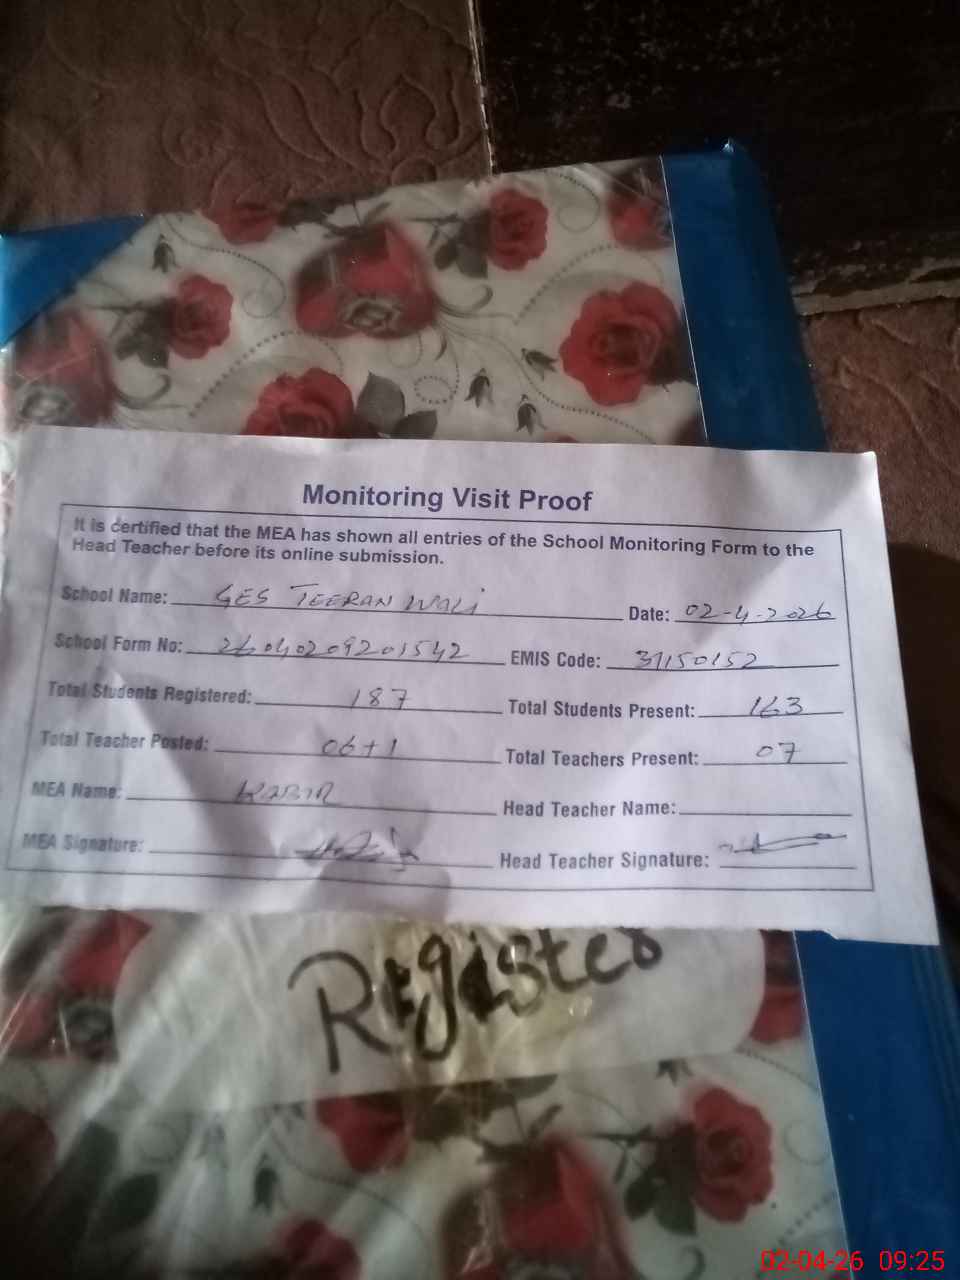 Monitoring Visit Proof
It is certified that the MEA has shown all entries of the School Monitoring Form to the
Head Teacher before its online submission.
School Name: GES TEERAN WALI Date: 02-4-2026
School Form No: 26040209201542 EMIS Code: 31150152
Total Students Registered: 187 Total Students Present: 163
Total Teacher Posted: 06+1 Total Teachers Present: 07
MEA Name: KABIR Head Teacher Name:
MEA Signature: Head Teacher Signature:
Register
02-04-26 09:25